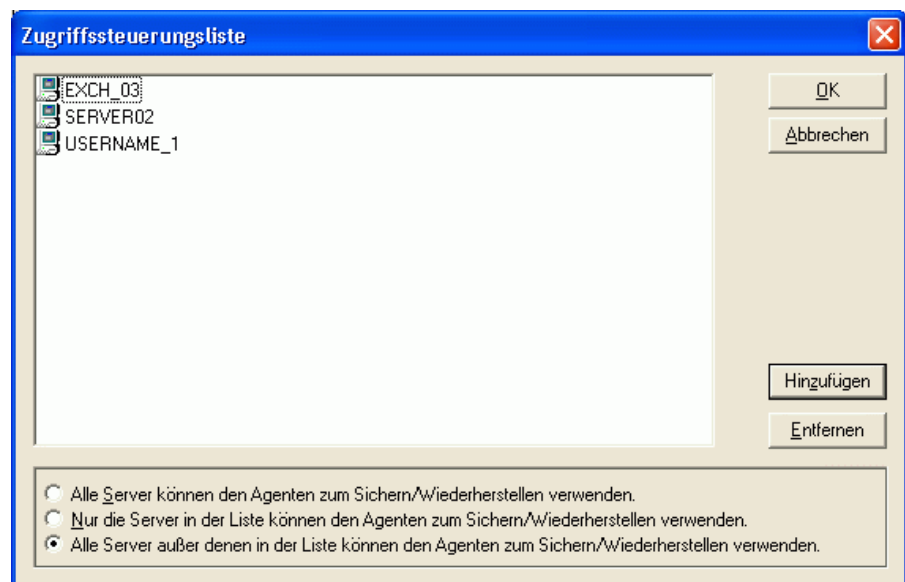 Zugriffssteuerungsliste
EXCH_03
SERVER02
USERNAME_1
OK
Abbrechen
Hinzufügen
Entfernen
Alle Server können den Agenten zum Sichern/Wiederherstellen verwenden.
Nur die Server in der Liste können den Agenten zum Sichern/Wiederherstellen verwenden.
Alle Server außer denen in der Liste können den Agenten zum Sichern/Wiederherstellen verwenden.